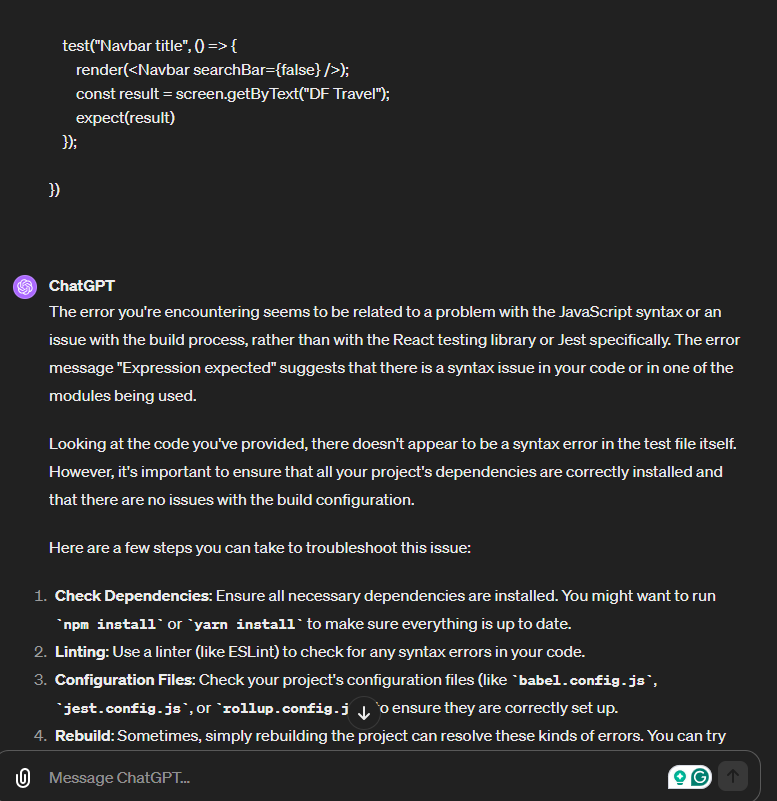 test("Navbar title", () => {
render(<Navbar searchBar={false} />);
const result = screen.getByText("DF Travel");
expect(result)
});
})
ChatGPT
The error you're encountering seems to be related to a problem with the JavaScript syntax or an
issue with the build process, rather than with the React testing library or Jest specifically. The error
message "Expression expected" suggests that there is a syntax issue in your code or in one of the
modules being used.
Looking at the code you've provided, there doesn't appear to be a syntax error in the test file itself.
However, it's important to ensure that all your project's dependencies are correctly installed and
that there are no issues with the build configuration.
Here are a few steps you can take to troubleshoot this issue:
1. Check Dependencies: Ensure all necessary dependencies are installed. You might want to run
`npm install` or `yarn install` to make sure everything is up to date.
2. Linting: Use a linter (like ESLint) to check for any syntax errors in your code.
3. Configuration Files: Check your project's configuration files (like `babel.config.js`,
`jest.config.js`, or `rollup.config.j o ensure they are correctly set up.
4. Rebuild: Sometimes, simply rebuilding the project can resolve these kinds of errors. You can try
Message ChatGPT...